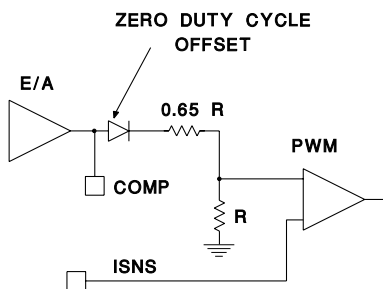 ZERO DUTY CYCLE
OFFSET
E/A
0.65 R
PWM
COMP
R
ISNS